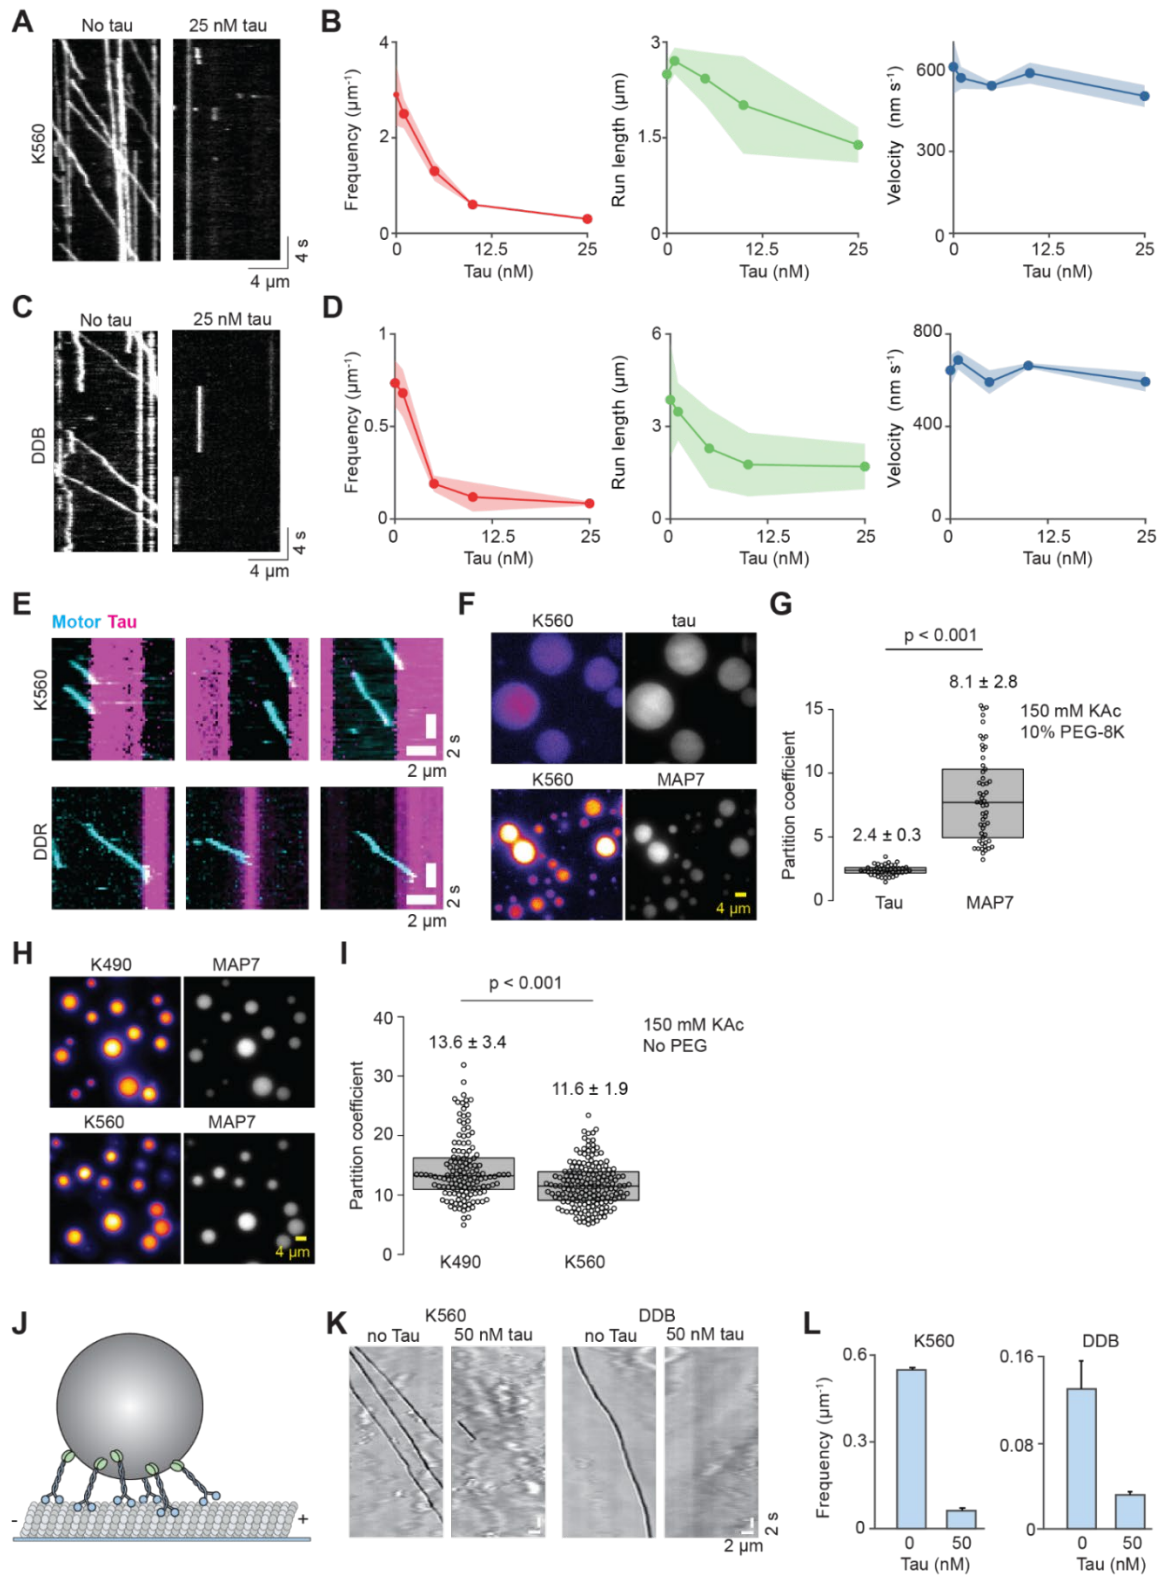 A
No tau
25 nM tau
K560
4 s
4 µm
B
Frequency (µm⁻¹)
4
2
0
0
12.5
25
Tau (nM)
Run length (µm)
3
1.5
0
0
12.5
25
Tau (nM)
Velocity (nm s⁻¹)
600
300
0
0
12.5
25
Tau (nM)
C
No tau
25 nM tau
DDB
4 s
4 µm
D
Frequency (µm⁻¹)
1
0.5
0
0
12.5
25
Tau (nM)
Run length (µm)
6
3
0
0
12.5
25
Tau (nM)
Velocity (nm s⁻¹)
800
400
0
0
12.5
25
Tau (nM)
E
Motor Tau
K560
2 s
2 µm
DDR
2 s
2 µm
F
K560
tau
K560
MAP7
4 µm
G
p < 0.001
8.1 ± 2.8
150 mM KAc
10% PEG-8K
2.4 ± 0.3
Partition coefficient
15
10
5
0
Tau
MAP7
H
K490
MAP7
K560
MAP7
4 µm
I
p < 0.001
150 mM KAc
No PEG
13.6 ± 3.4
11.6 ± 1.9
Partition coefficient
40
30
20
10
0
K490
K560
J
-
+
K
K560
no Tau
50 nM tau
DDB
no Tau
50 nM tau
2 s
2 µm
L
K560
DDB
Frequency (µm⁻¹)
0.6
0.3
0
0
50
Tau (nM)
0.16
0.08
0
0
50
Tau (nM)